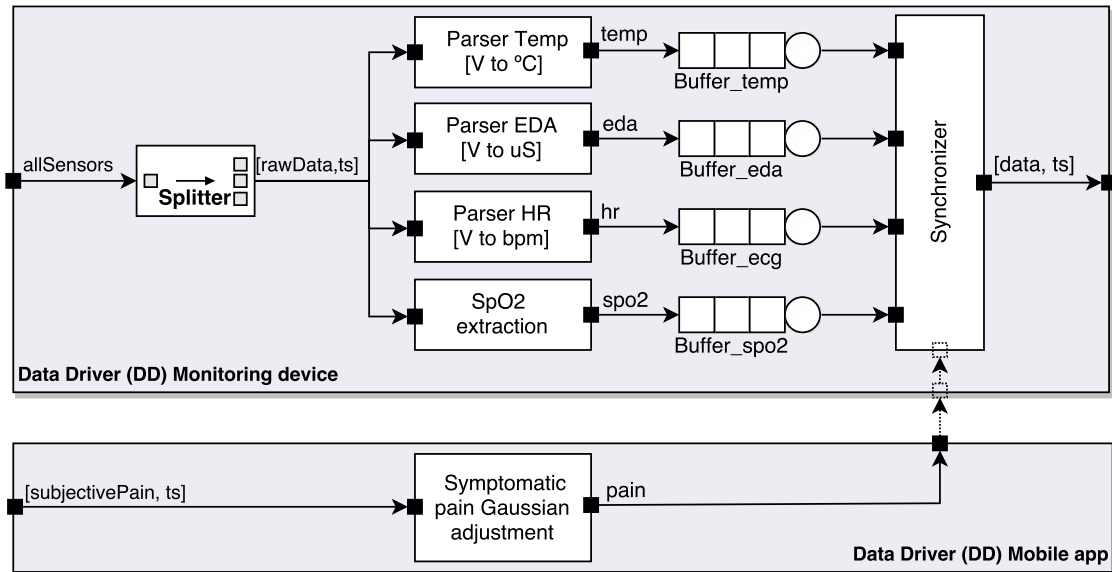 Parser Temp
[V to ºC]
temp
Buffer_temp
Parser EDA
[V to uS]
eda
Buffer_eda
allSensors
Splitter
[rawData,ts]
Parser HR
[V to bpm]
hr
Buffer_ecg
SpO2
extraction
spo2
Buffer_spo2
Synchronizer
[data, ts]
Data Driver (DD) Monitoring device
[subjectivePain, ts]
Symptomatic
pain Gaussian
adjustment
pain
Data Driver (DD) Mobile app